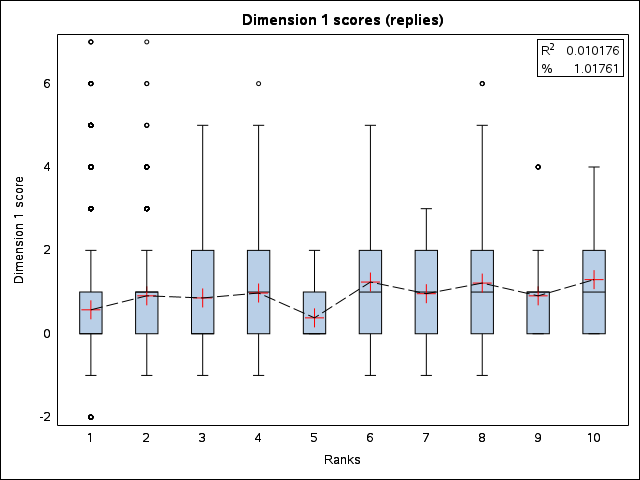 Dimension 1 scores (replies)
R² 0.010176
% 1.01761
6
4
2
0
-2
Dimension 1 score
1 2 3 4 5 6 7 8 9 10
Ranks